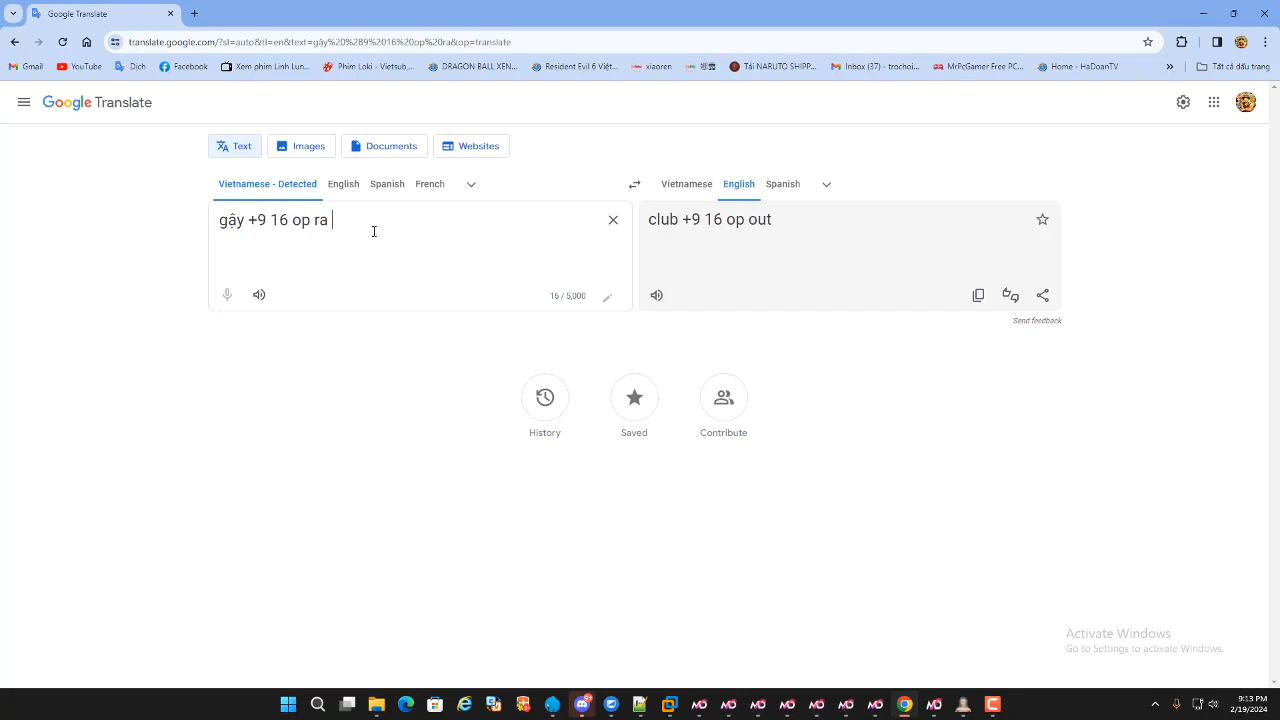 Google Translate
translate.google.com/?sl=auto&tl=en&text=gậy%20%2B9%2016%20op%20ra&op=translate
Gmail YouTube Dịch Facebook Xem phim Linh Lun... Phim Loki - Vietsub,... DRAGON BALL XEN... Resident Evil 6 Việt... xiaoren Tải NARUTO SHIPP... Inbox (37) - trochoi... MrPcGamer Free PC... Home - HaDoanTV » Tất cả dấu trang
Google Translate
Text Images Documents Websites
Vietnamese - Detected English Spanish French Vietnamese English Spanish
gậy +9 16 op ra club +9 16 op out
16 / 5,000
Send feedback
History Saved Contribute
Activate Windows
Go to Settings to activate Windows.
9+
9:13 PM
2/19/2024